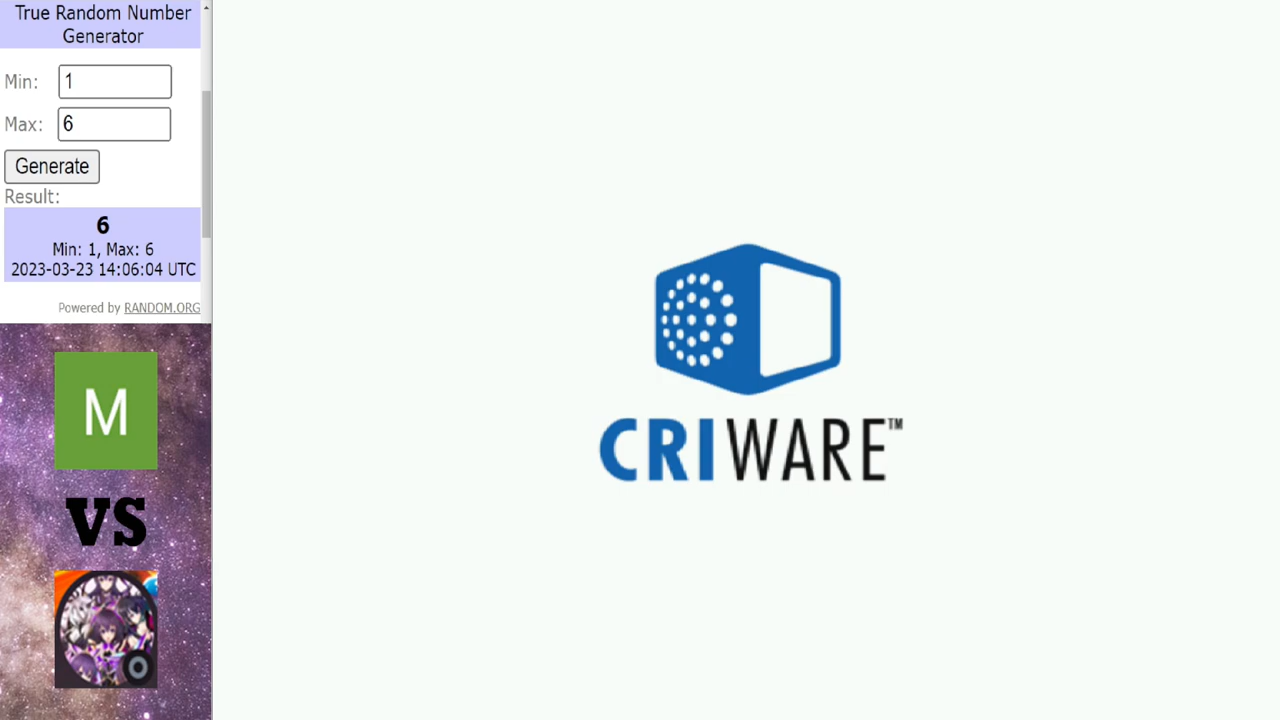 True Random Number
Generator
Min: 1
Max: 6
Generate
Result:
6
Min: 1, Max: 6
2023-03-23 14:06:04 UTC
Powered by RANDOM.ORG
M
VS
CRIWARE™